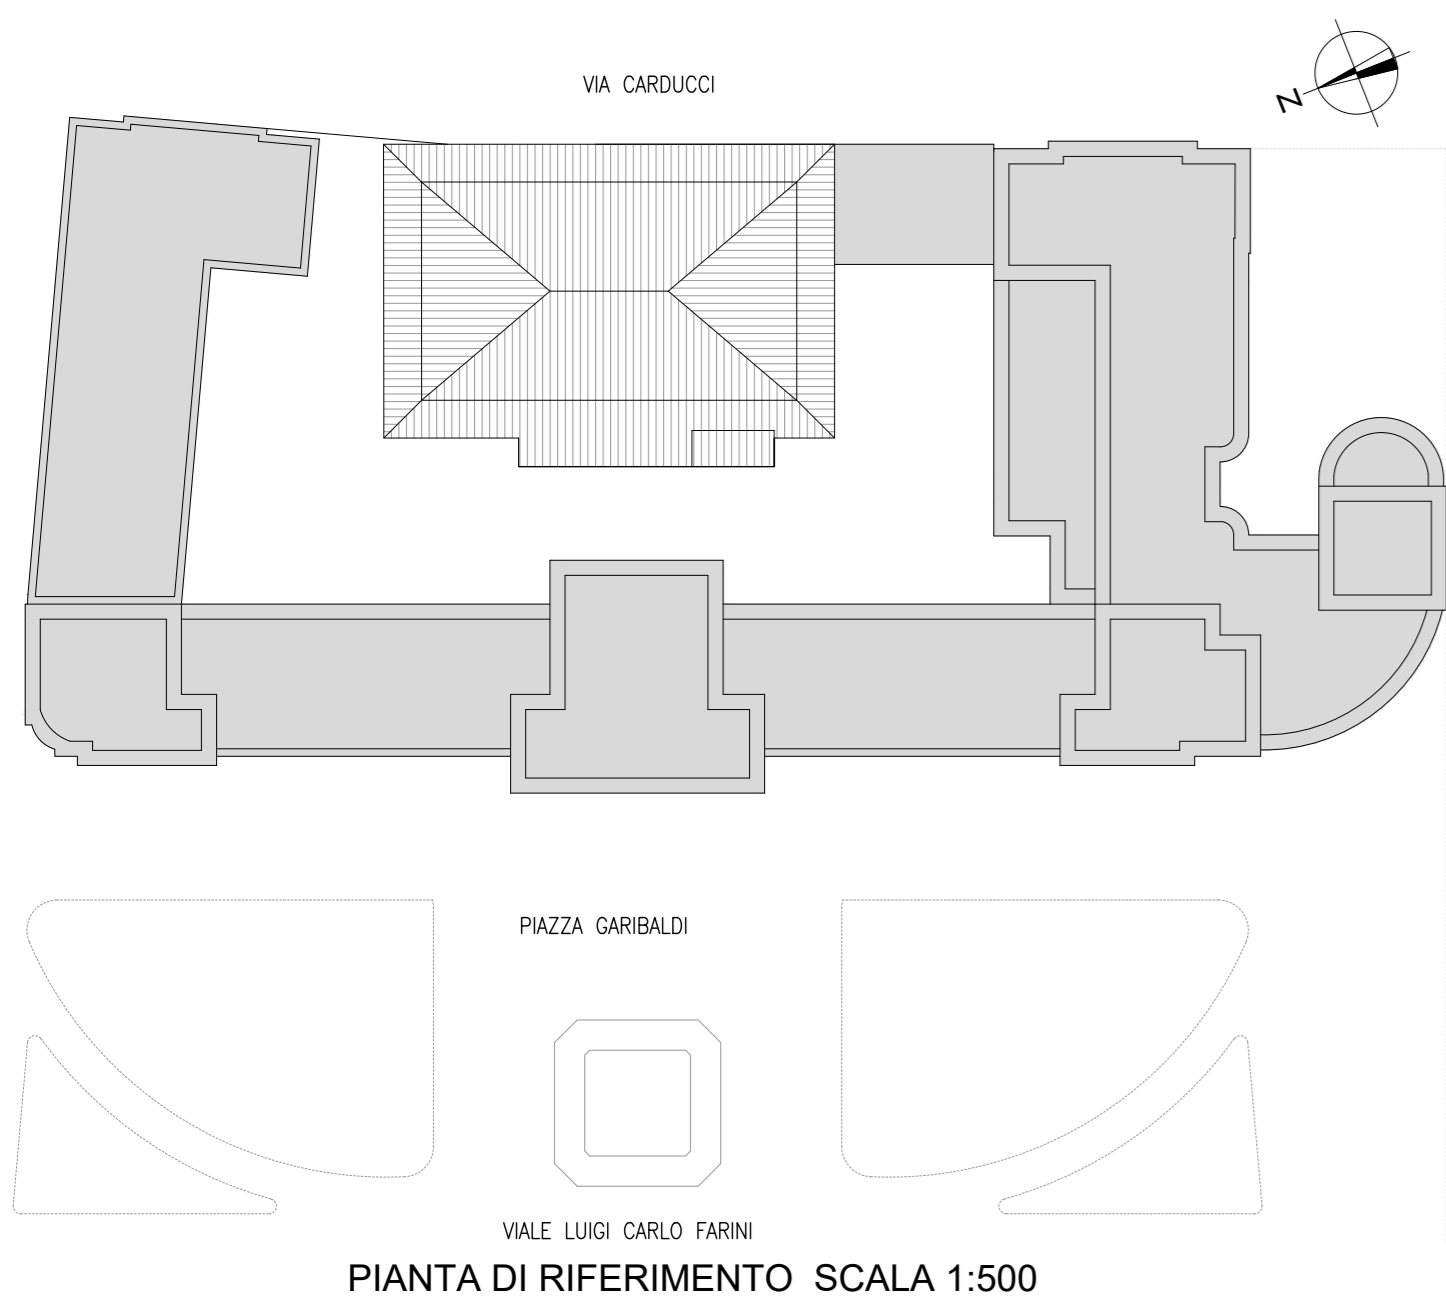 VIA CARDUCCI
N
PIAZZA GARIBALDI
VIALE LUIGI CARLO FARINI
PIANTA DI RIFERIMENTO SCALA 1:500